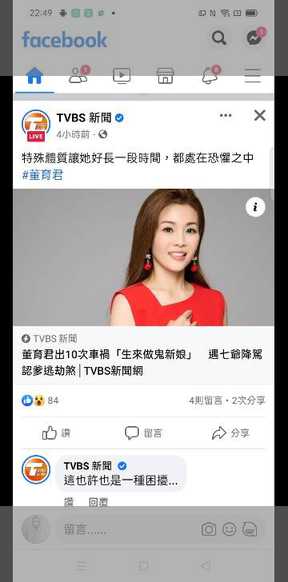 22:49
facebook
TVBS 新聞
LIVE
4小時前
特殊體質讓她好長一段時間，都處在恐懼之中
#董育君
TVBS 新聞
董育君出10次車禍「生來做鬼新娘」 遇七爺降駕
認爹逃劫煞│TVBS新聞網
84
4則留言・2次分享
讚 留言 分享
TVBS 新聞
這也許也是一種困擾...
讚 回覆
留言......